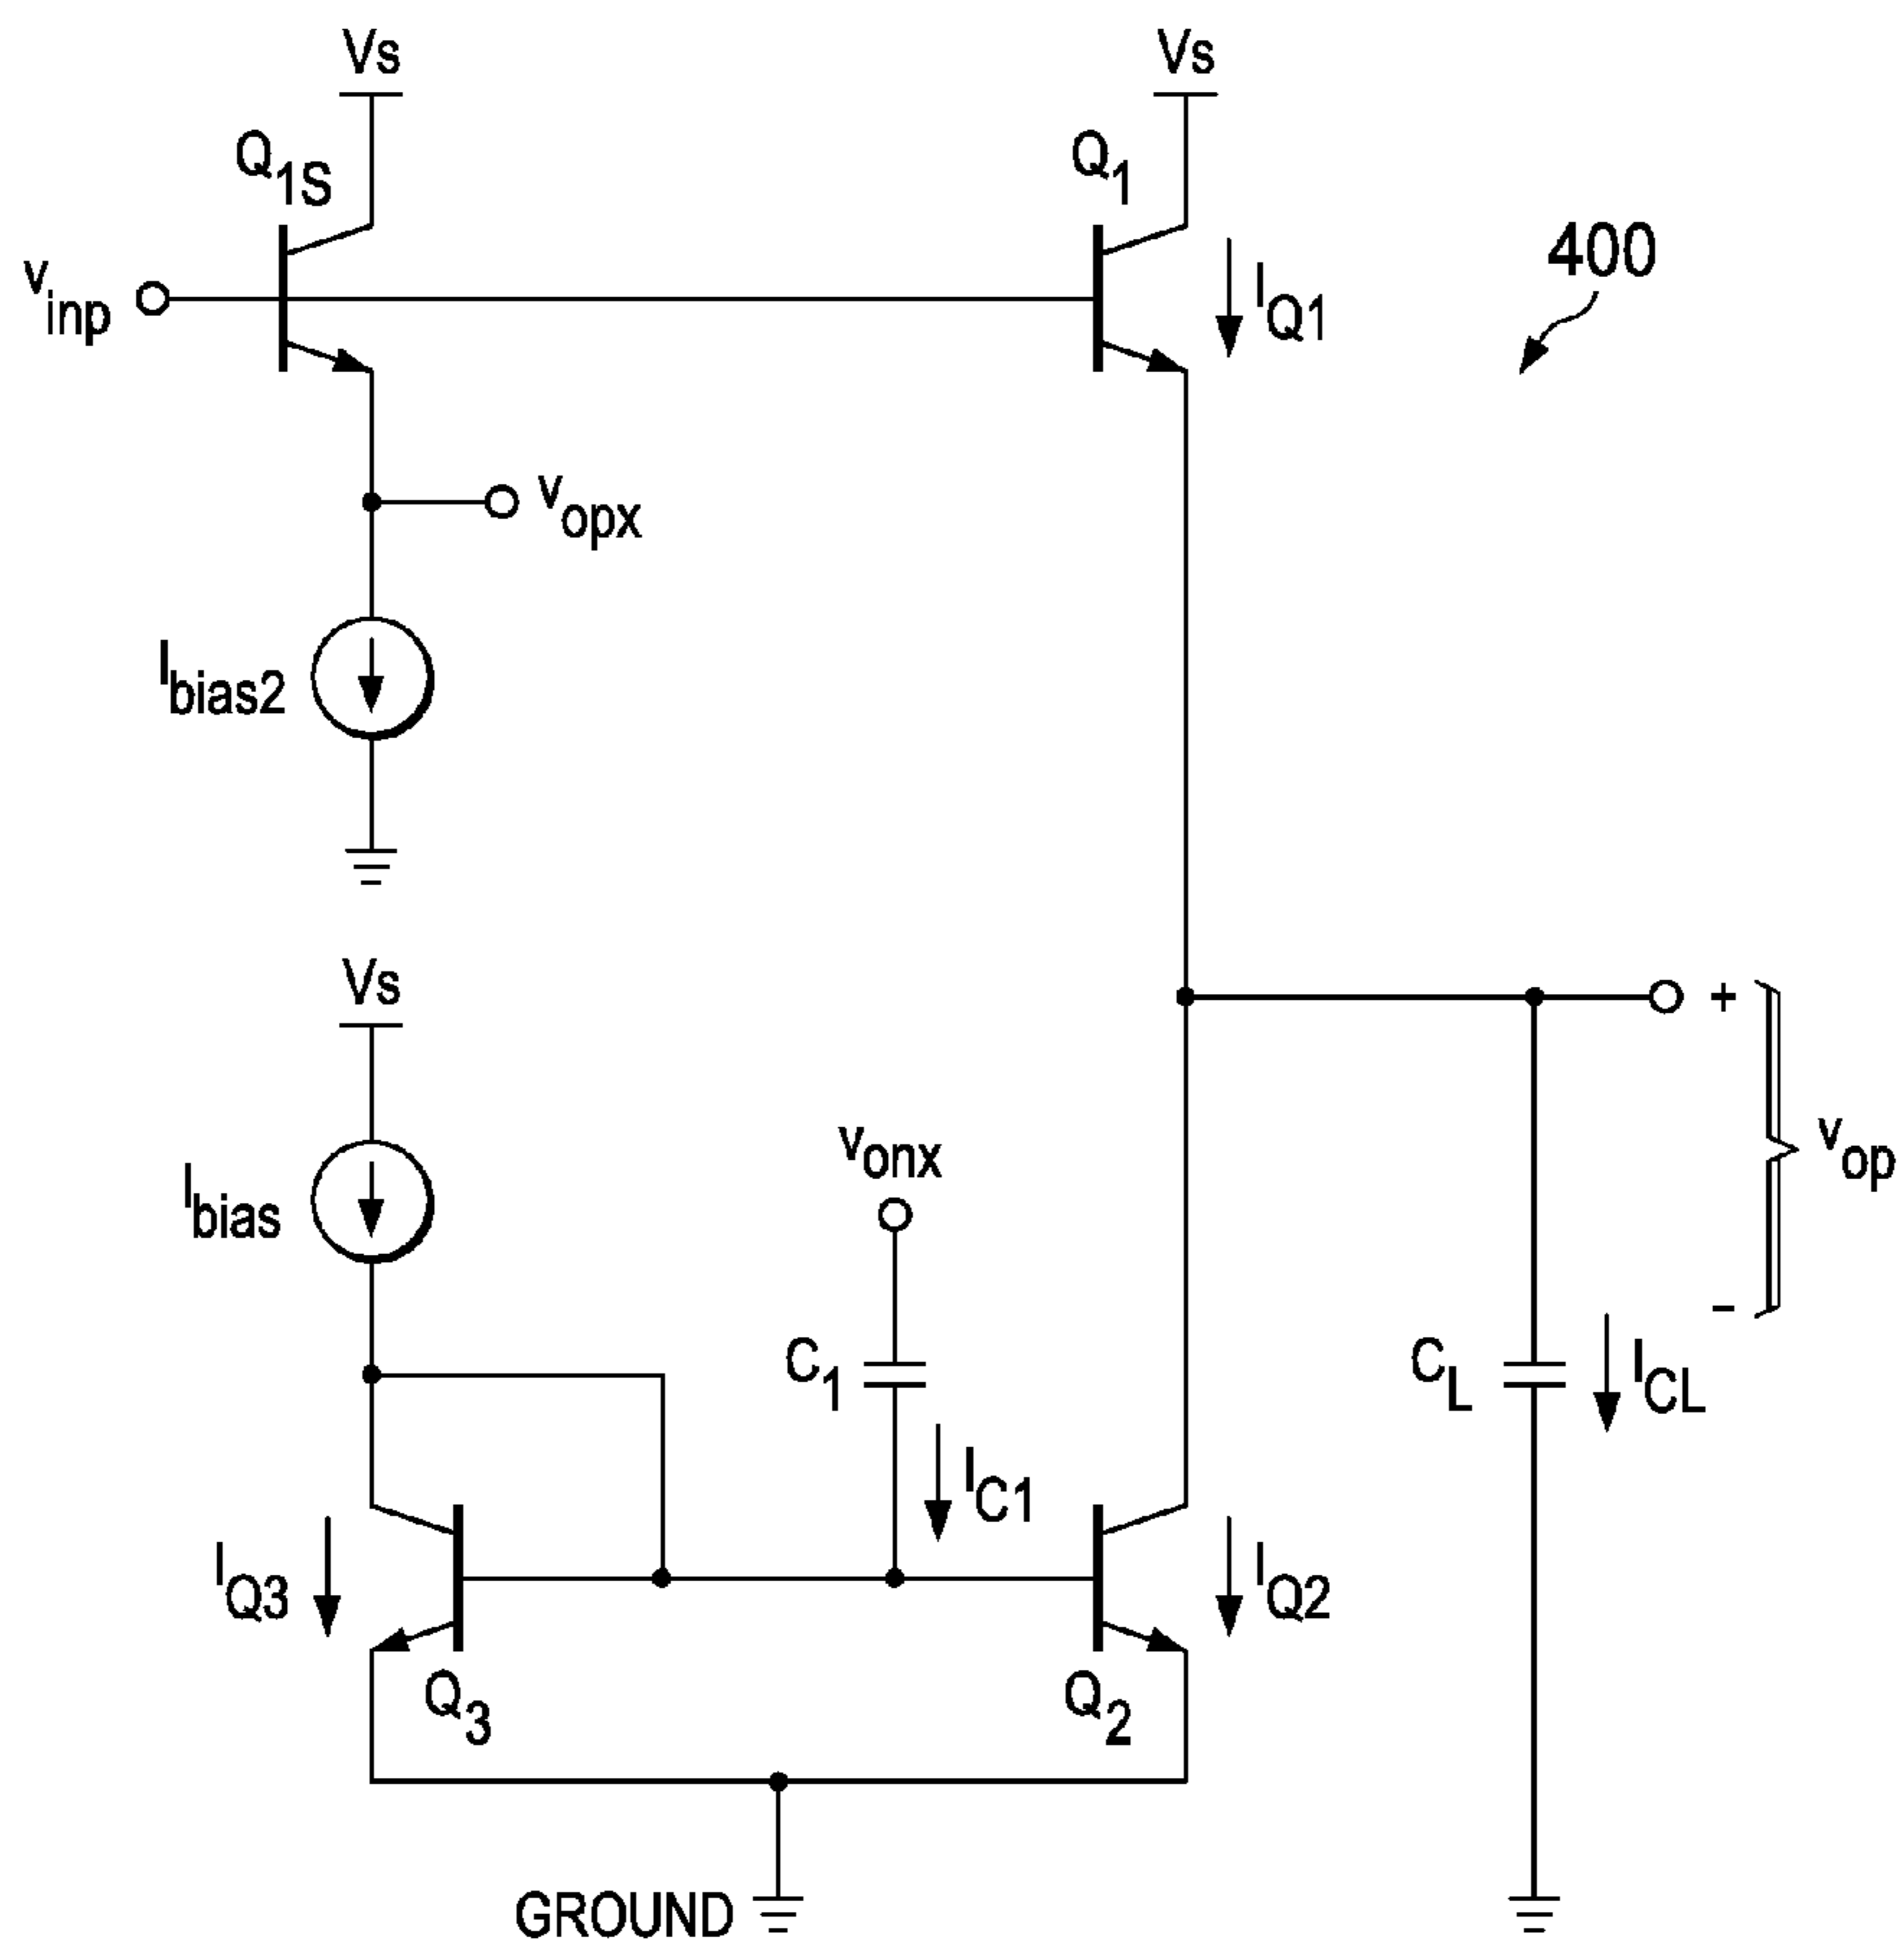 Vs
Vs
Q1S
Q1
400
vinp
IQ1
vopx
Ibias2
Vs
+
vonx
vop
Ibias
−
C1
CL
ICL
IC1
IQ3
IQ2
Q3
Q2
GROUND